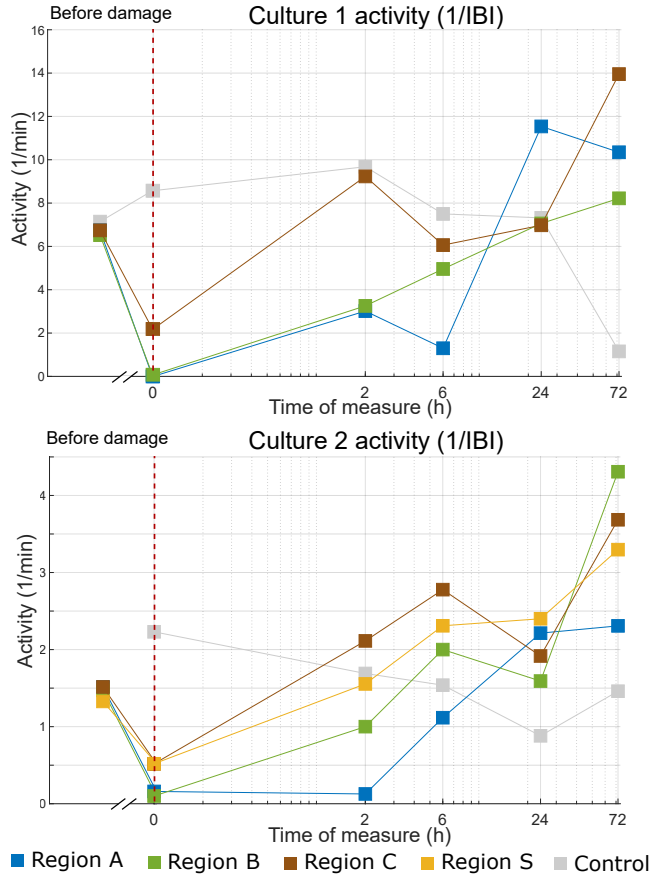 Before damage
Culture 1 activity (1/IBI)
16
14
12
10
8
6
4
2
0
Activity (1/min)
0 2 6 24 72
Time of measure (h)
Before damage
Culture 2 activity (1/IBI)
4
3
2
1
0
Activity (1/min)
0 2 6 24 72
Time of measure (h)
Region A Region B Region C Region S Control